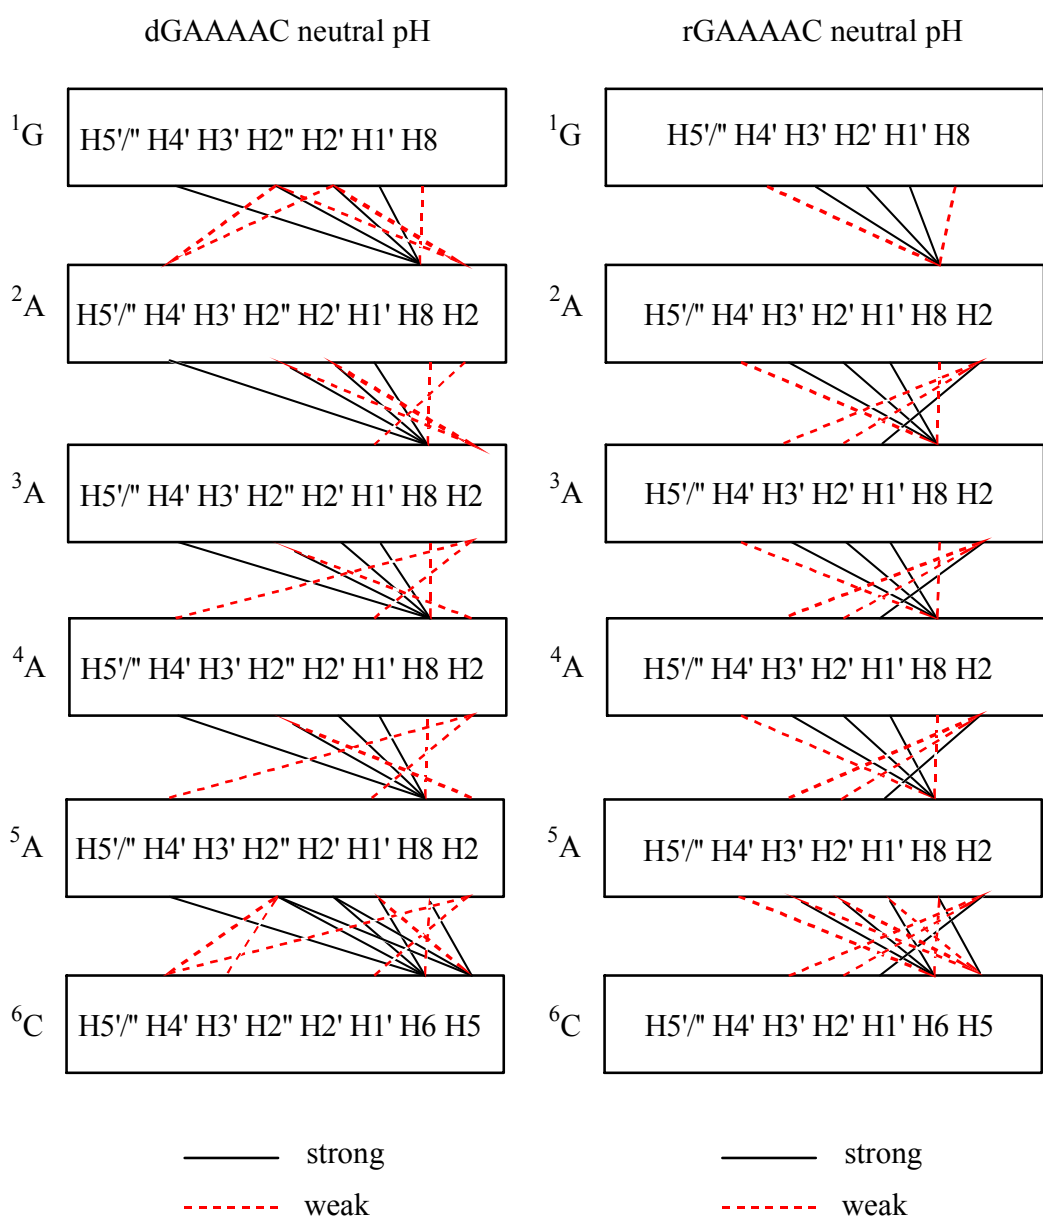 dGAAAAC neutral pH rGAAAAC neutral pH
¹G H5'/" H4' H3' H2" H2' H1' H8 ¹G H5'/" H4' H3' H2' H1' H8
²A H5'/" H4' H3' H2" H2' H1' H8 H2 ²A H5'/" H4' H3' H2' H1' H8 H2
³A H5'/" H4' H3' H2" H2' H1' H8 H2 ³A H5'/" H4' H3' H2' H1' H8 H2
⁴A H5'/" H4' H3' H2" H2' H1' H8 H2 ⁴A H5'/" H4' H3' H2' H1' H8 H2
⁵A H5'/" H4' H3' H2" H2' H1' H8 H2 ⁵A H5'/" H4' H3' H2' H1' H8 H2
⁶C H5'/" H4' H3' H2" H2' H1' H6 H5 ⁶C H5'/" H4' H3' H2' H1' H6 H5
strong strong
weak weak